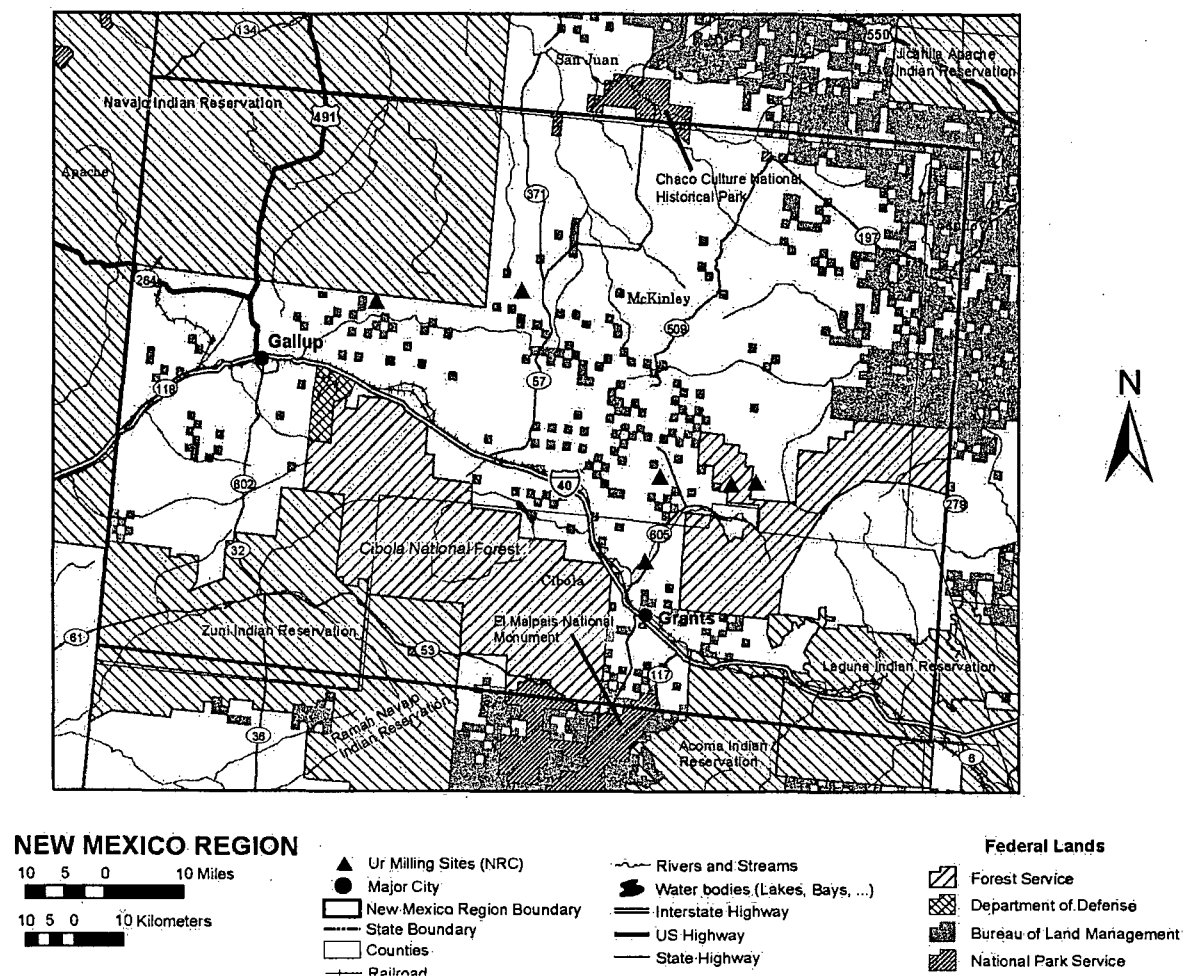 134
San Juan
550
Jicarilla Apache
Indian Reservation
Navajo Indian Reservation
491
Apache
371
Chaco Culture National
Historical Park
197
264
McKinley
509
Gallup
N
118
57
602
40
279
605
32
Cibola National Forest
Cibola
El Malpais National
Monument
Grants
61
Zuni Indian Reservation
53
Laguna Indian Reservation
117
Ramah Navajo
Indian Reservation
36
Acoma Indian
Reservation
6
NEW MEXICO REGION
10 5 0 10 Miles
10 5 0 10 Kilometers
Ur Milling Sites (NRC)
Major City
New Mexico Region Boundary
State Boundary
Counties
Railroad
Rivers and Streams
Water bodies (Lakes, Bays, ...)
Interstate Highway
US Highway
State Highway
Federal Lands
Forest Service
Department of Defense
Bureau of Land Management
National Park Service